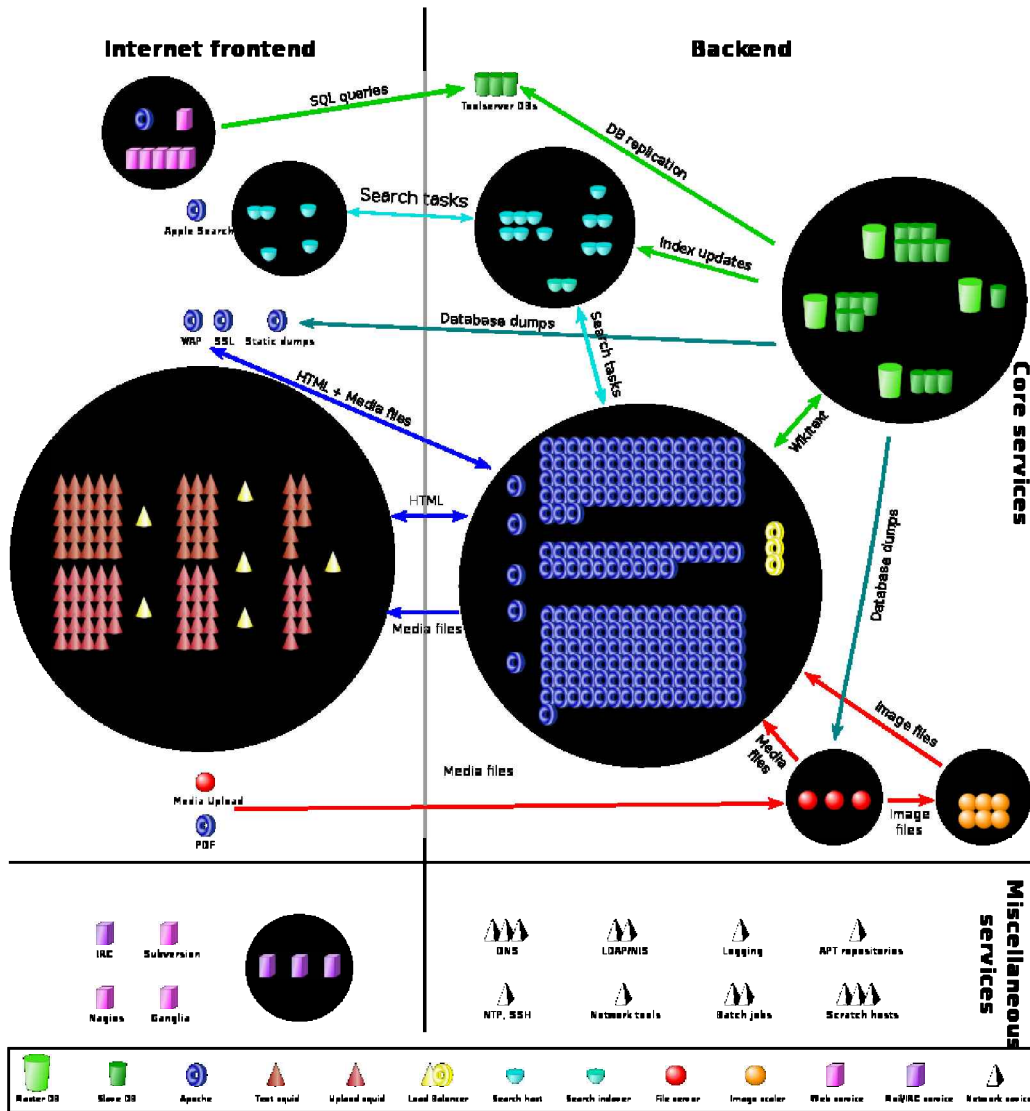 Internet frontend
Backend
SQL queries
Toolserver DBs
DB replication
Search tasks
Apple Search
Index updates
Database dumps
Search tasks
WAP
SSL
Static dumps
HTML + Media files
Wikitext
Core services
HTML
Database dumps
Media files
Image files
Media files
Media files
Media Upload
Image files
PDF
Miscellaneous services
IRC
Subversion
DNS
LDAP/NIS
Logging
APT repositories
Nagios
Ganglia
NTP, SSH
Network tools
Batch jobs
Scratch hosts
Master DB
Slave DB
Apache
Text squid
Upload squid
Load Balancer
Search host
Search indexer
File server
Image scaler
Web service
Mail/IRC service
Network service